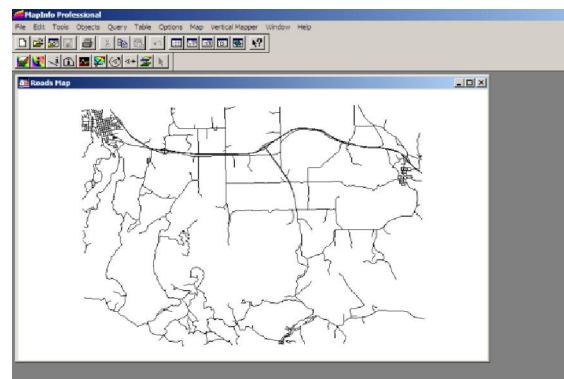 MapInfo Professional
File Edit Tools Objects Query Table Options Map Vertical Mapper Window Help
Roads Map